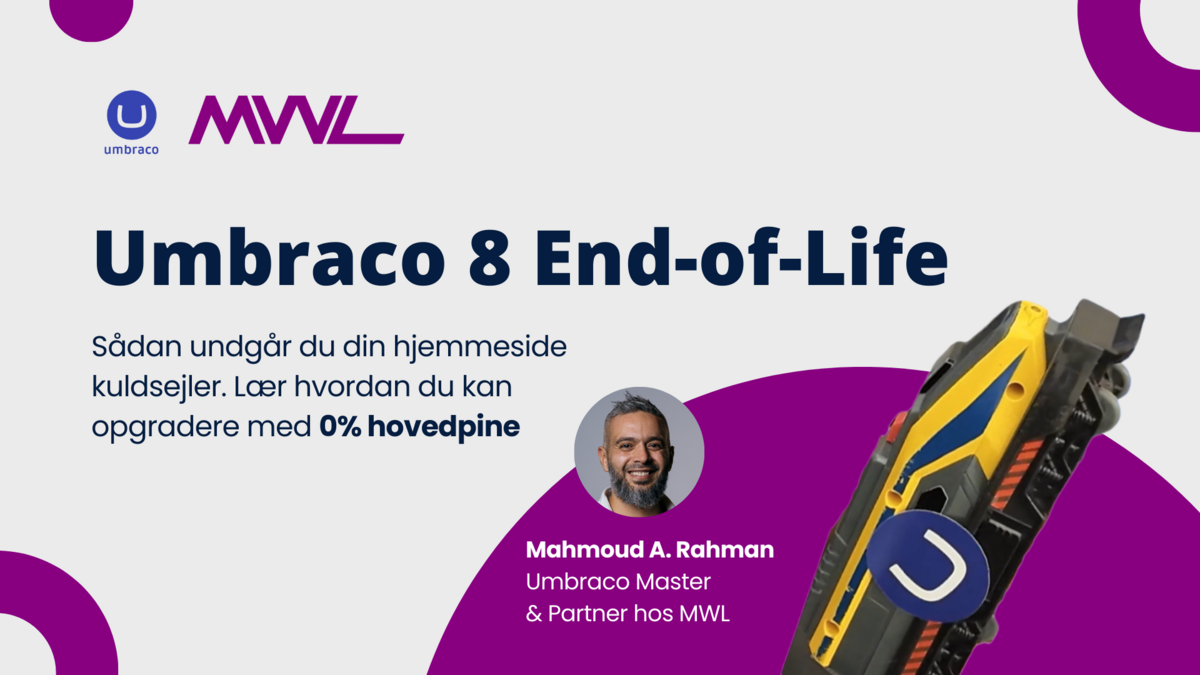 umbraco
MWL
Umbraco 8 End-of-Life
Sådan undgår du din hjemmeside
kuldsejler. Lær hvordan du kan
opgradere med 0% hovedpine
Mahmoud A. Rahman
Umbraco Master
& Partner hos MWL